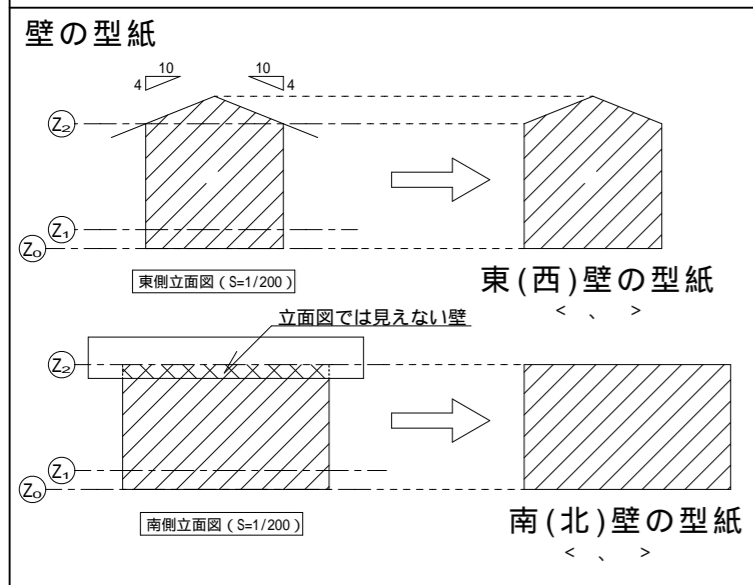 壁の型紙
10 10
4 4
Z₂
Z₁
Z₀
東側立面図（S=1/200）
東(西)壁の型紙
< 、 >
立面図では見えない壁
Z₂
Z₁
Z₀
南側立面図（S=1/200）
南(北)壁の型紙
< 、 >